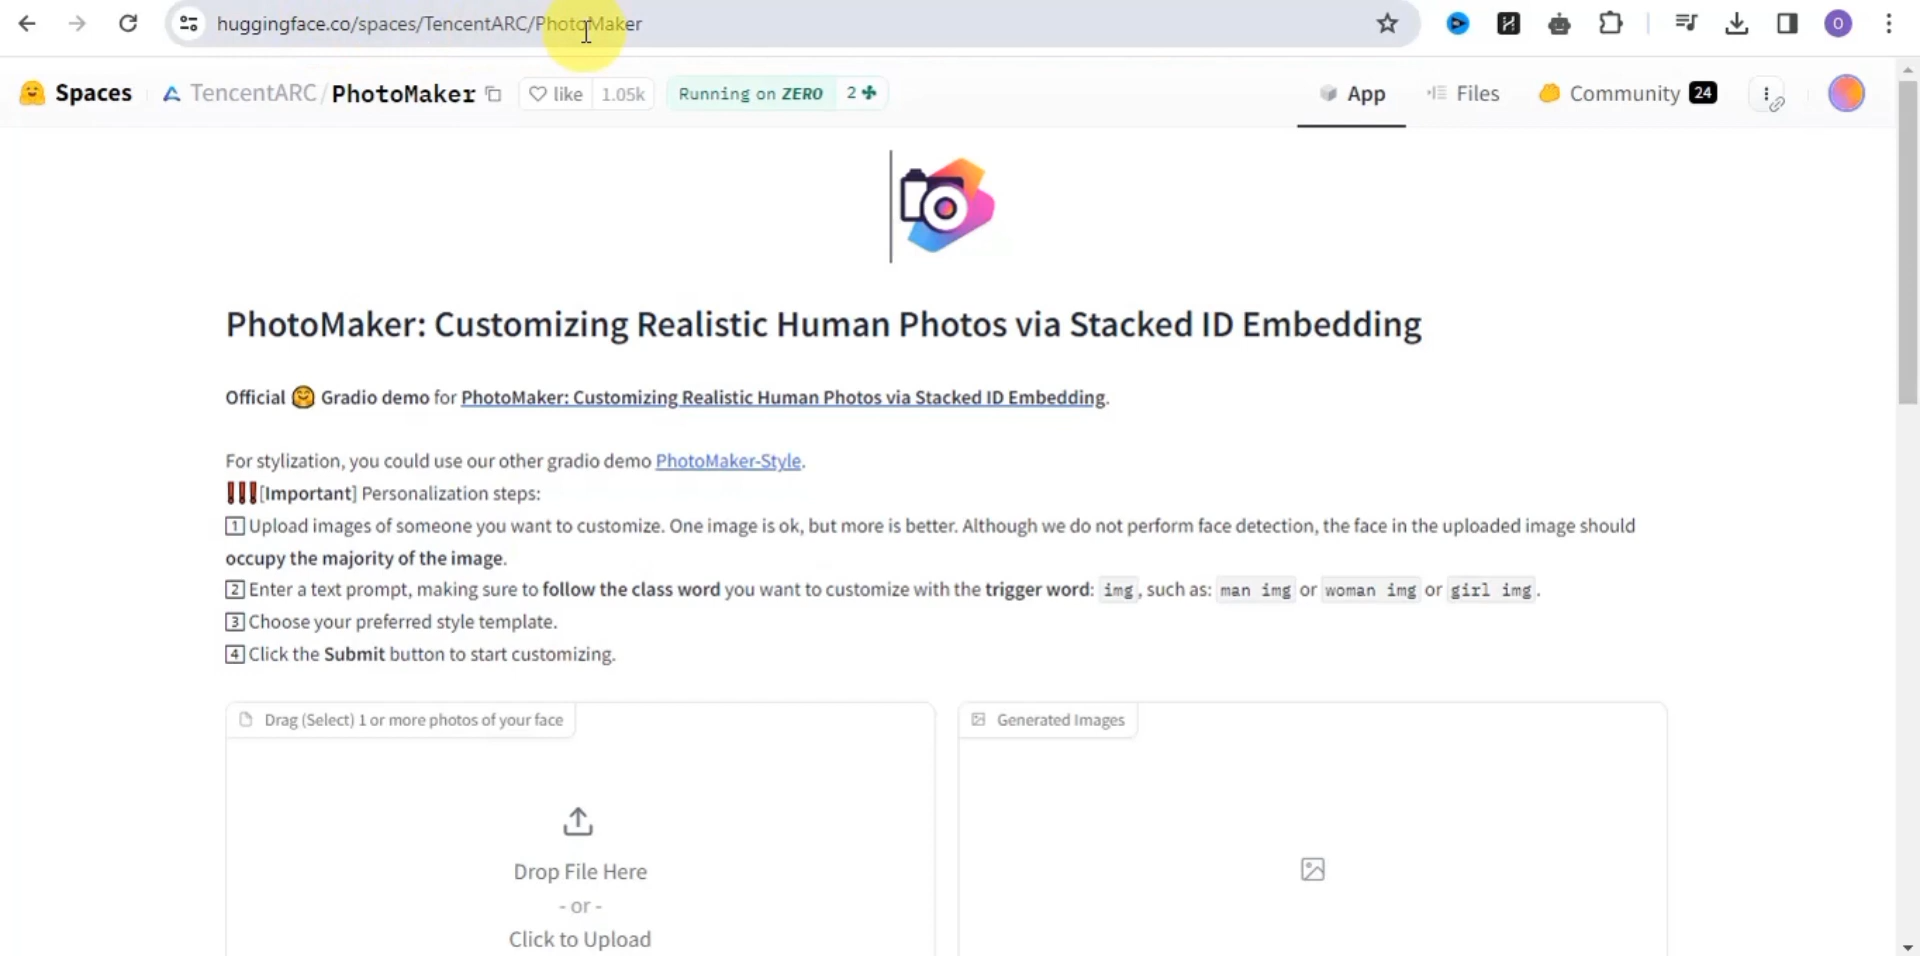 huggingface.co/spaces/TencentARC/PhotoMaker
O
Spaces
TencentARC/PhotoMaker
like 1.05k
Running on ZERO
2
App
Files
Community 24
PhotoMaker: Customizing Realistic Human Photos via Stacked ID Embedding
Official 🤗 Gradio demo for PhotoMaker: Customizing Realistic Human Photos via Stacked ID Embedding.
For stylization, you could use our other gradio demo PhotoMaker-Style.
❗️❗️❗️[Important] Personalization steps:
1️⃣ Upload images of someone you want to customize. One image is ok, but more is better. Although we do not perform face detection, the face in the uploaded image should
occupy the majority of the image.
2️⃣ Enter a text prompt, making sure to follow the class word you want to customize with the trigger word: img, such as: man img or woman img or girl img.
3️⃣ Choose your preferred style template.
4️⃣ Click the Submit button to start customizing.
Drag (Select) 1 or more photos of your face
Generated Images
Drop File Here
- or -
Click to Upload